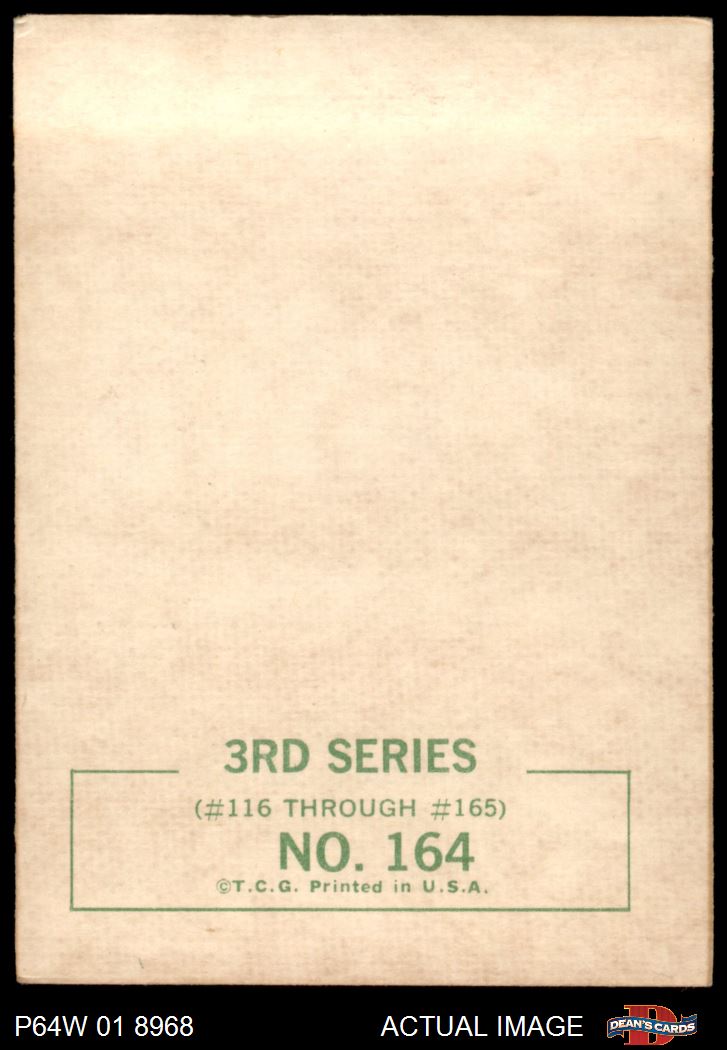 3RD SERIES
(#116 THROUGH #165)
NO. 164
©T.C.G. Printed in U.S.A.
P64W 01 8968
ACTUAL IMAGE
DEAN'S CARDS